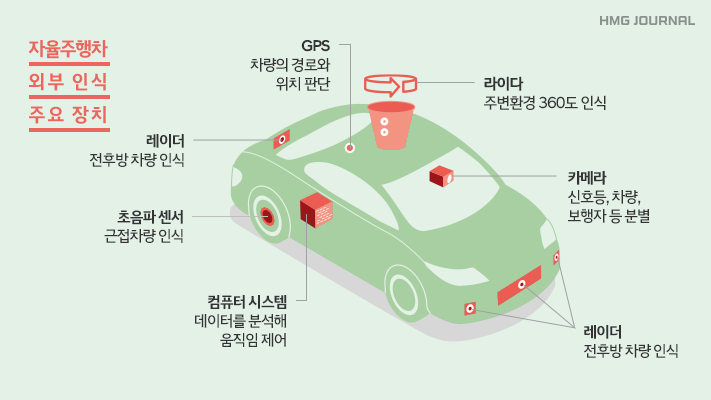 HMG JOURNAL
자율주행차
외부 인식
주요 장치
GPS
차량의 경로와
위치 판단
라이다
주변환경 360도 인식
레이더
전후방 차량 인식
카메라
신호등, 차량,
보행자 등 분별
초음파 센서
근접차량 인식
컴퓨터 시스템
데이터를 분석해
움직임 제어
레이더
전후방 차량 인식